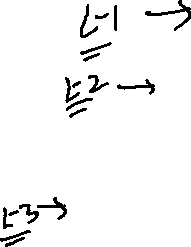 t-1 →
t-2 →
t-3 →